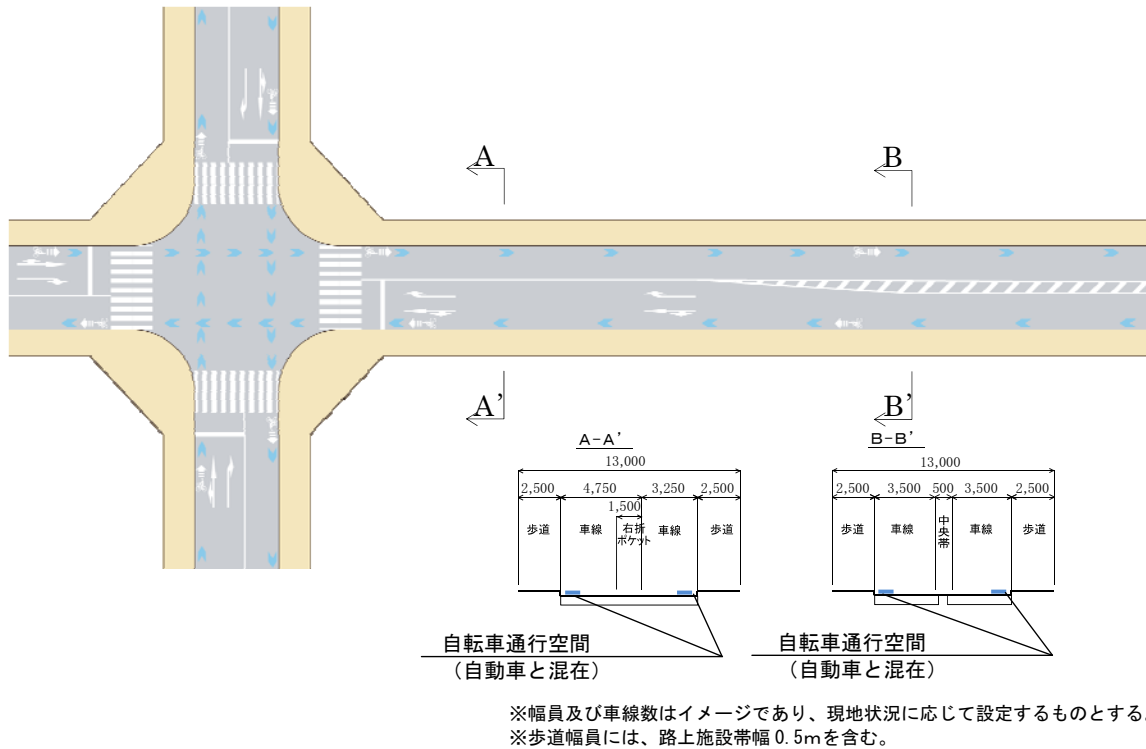 A
B
A'
B'
A-A'
B-B'
13,000
13,000
2,500 4,750 3,250 2,500
2,500 3,500 500 3,500 2,500
1,500
歩道 車線 右折ポケット 車線 歩道
歩道 車線 中央帯 車線 歩道
自転車通行空間
(自動車と混在)
自転車通行空間
(自動車と混在)
※幅員及び車線数はイメージであり、現地状況に応じて設定するものとする。
※歩道幅員には、路上施設帯幅0.5mを含む。